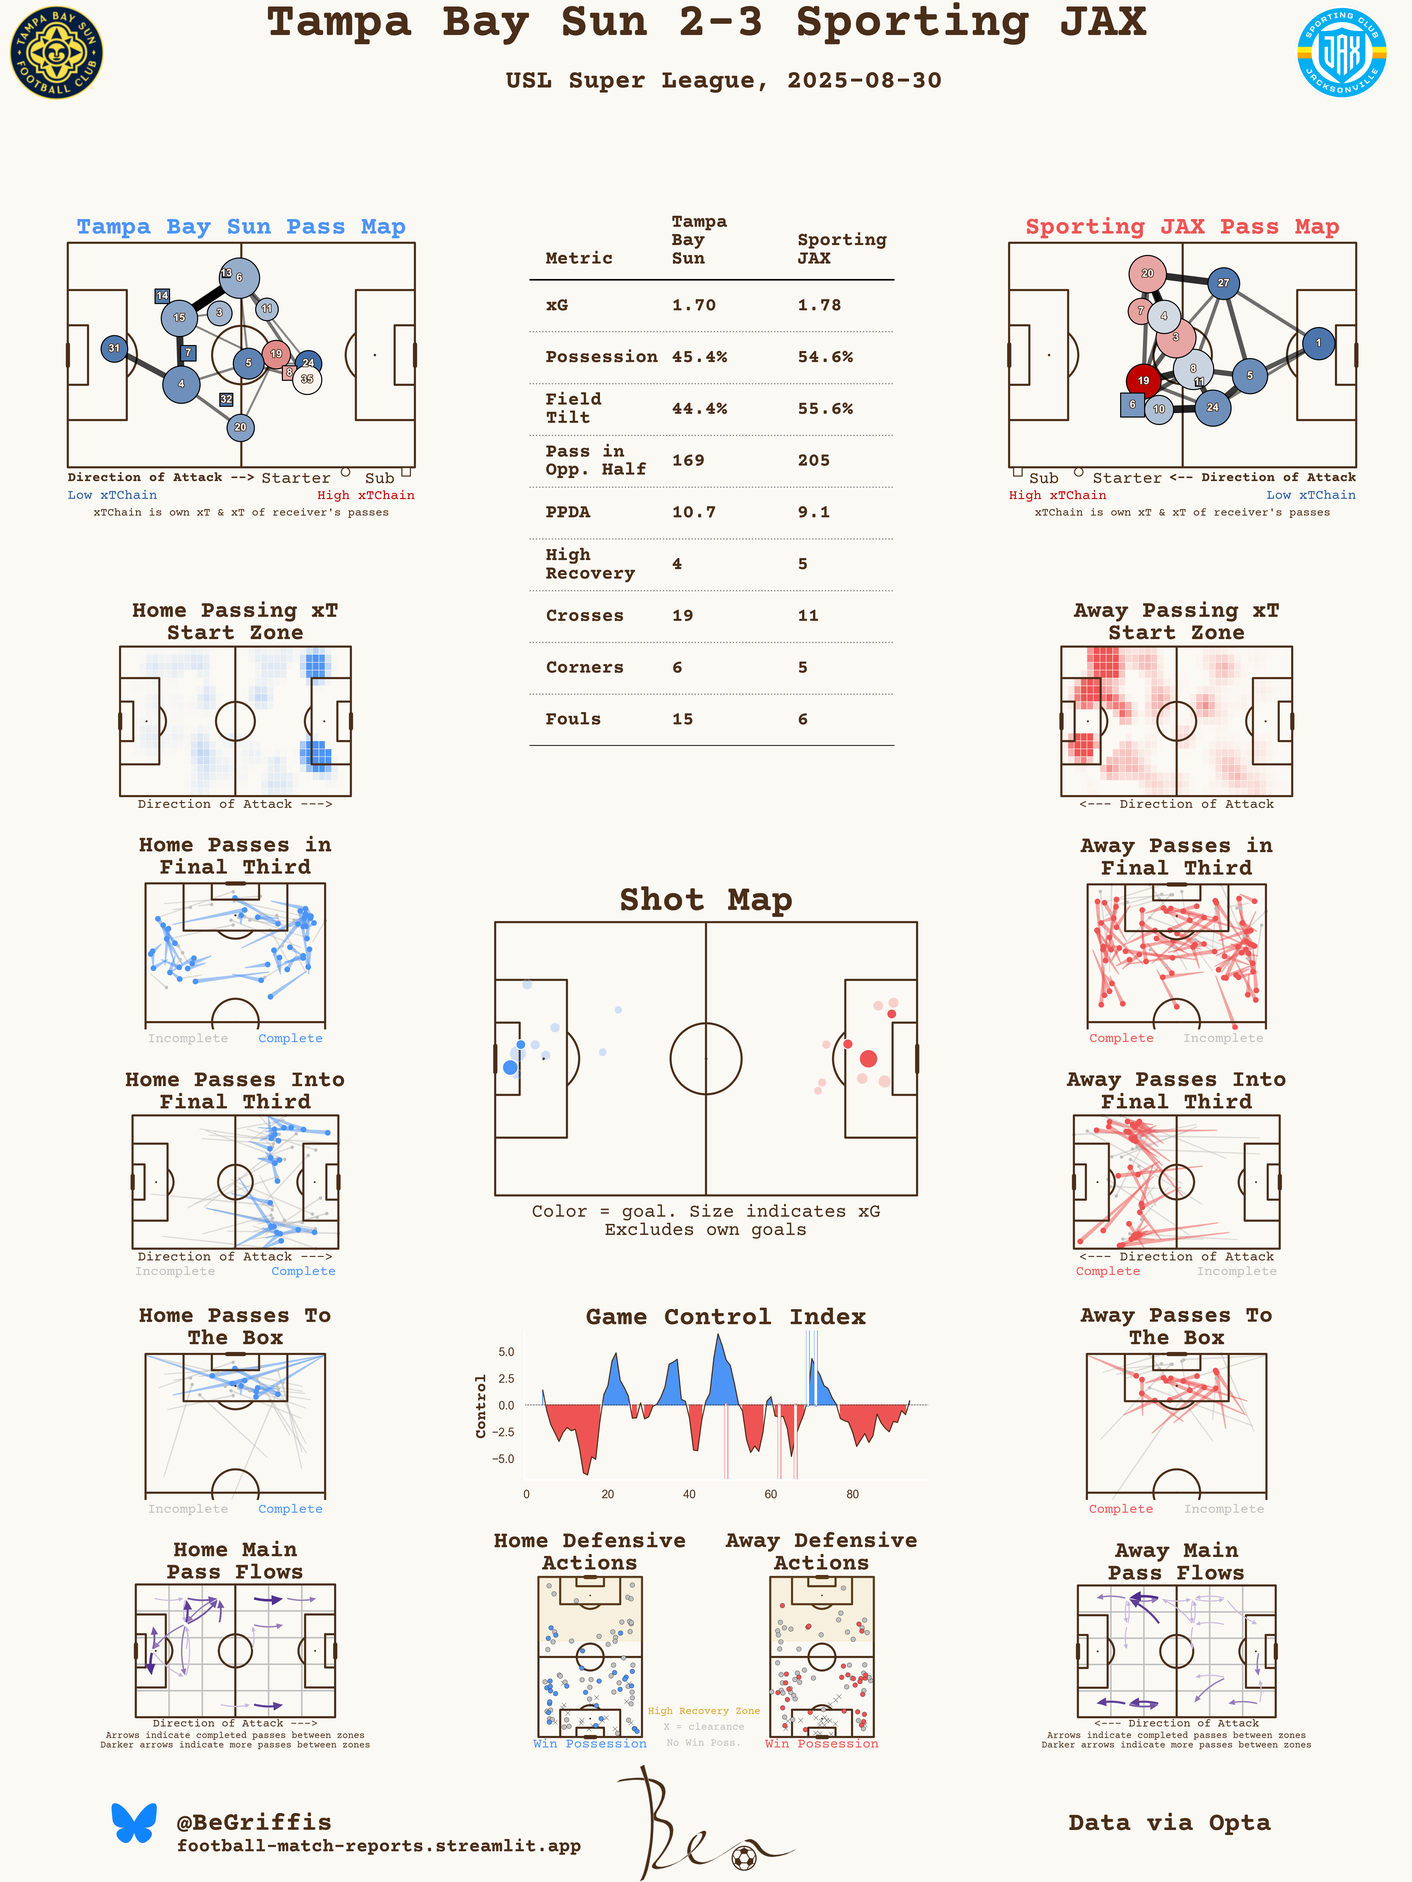 Tampa Bay Sun 2-3 Sporting JAX
USL Super League, 2025-08-30
TAMPA BAY SUN
FOOTBALL CLUB
SPORTING CLUB
JAX
JACKSONVILLE
Tampa Bay Sun Pass Map
13
6
14
15
3
11
31
7
5
19
24
8
35
4
32
20
Direction of Attack --> Starter Sub
Low xTChain High xTChain
xTChain is own xT & xT of receiver's passes
Metric Tampa Bay Sun Sporting JAX
xG 1.70 1.78
Possession 45.4% 54.6%
Field Tilt 44.4% 55.6%
Pass in Opp. Half 169 205
PPDA 10.7 9.1
High Recovery 4 5
Crosses 19 11
Corners 6 5
Fouls 15 6
Sporting JAX Pass Map
20
27
7
4
3
1
8
19
11
5
6
10
24
Sub Starter <-- Direction of Attack
High xTChain Low xTChain
xTChain is own xT & xT of receiver's passes
Home Passing xT
Start Zone
Direction of Attack --->
Away Passing xT
Start Zone
<--- Direction of Attack
Home Passes in
Final Third
Incomplete Complete
Away Passes in
Final Third
Complete Incomplete
Shot Map
Color = goal. Size indicates xG
Excludes own goals
Home Passes Into
Final Third
Direction of Attack --->
Incomplete Complete
Away Passes Into
Final Third
<--- Direction of Attack
Complete Incomplete
Home Passes To
The Box
Incomplete Complete
Game Control Index
Control
5.0
2.5
0.0
−2.5
−5.0
0 20 40 60 80
Away Passes To
The Box
Complete Incomplete
Home Main
Pass Flows
Direction of Attack --->
Arrows indicate completed passes between zones
Darker arrows indicate more passes between zones
Home Defensive
Actions
Win Possession
High Recovery Zone
X = clearance
No Win Poss.
Away Defensive
Actions
Win Possession
Away Main
Pass Flows
<--- Direction of Attack
Arrows indicate completed passes between zones
Darker arrows indicate more passes between zones
@BeGriffis
football-match-reports.streamlit.app
Ben
Data via Opta